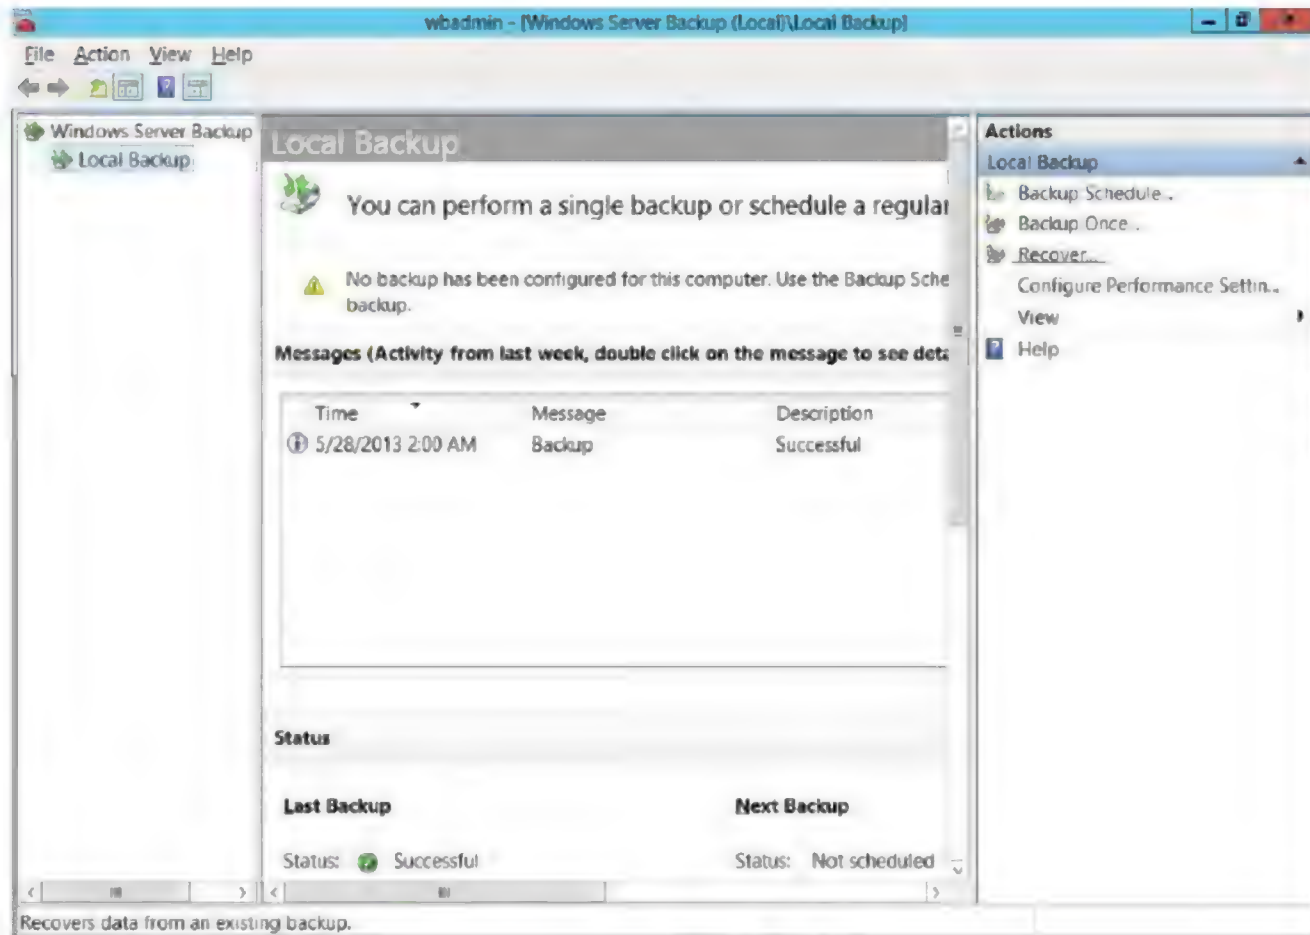 wbadmin - [Windows Server Backup (Local)\Local Backup]
File Action View Help
Windows Server Backup
Local Backup
Local Backup
You can perform a single backup or schedule a regular
No backup has been configured for this computer. Use the Backup Sche
backup.
Messages (Activity from last week, double click on the message to see deta
Time Message Description
5/28/2013 2:00 AM Backup Successful
Status
Last Backup Next Backup
Status: Successful Status: Not scheduled
Actions
Local Backup
Backup Schedule...
Backup Once...
Recover...
Configure Performance Settin...
View
Help
Recovers data from an existing backup.